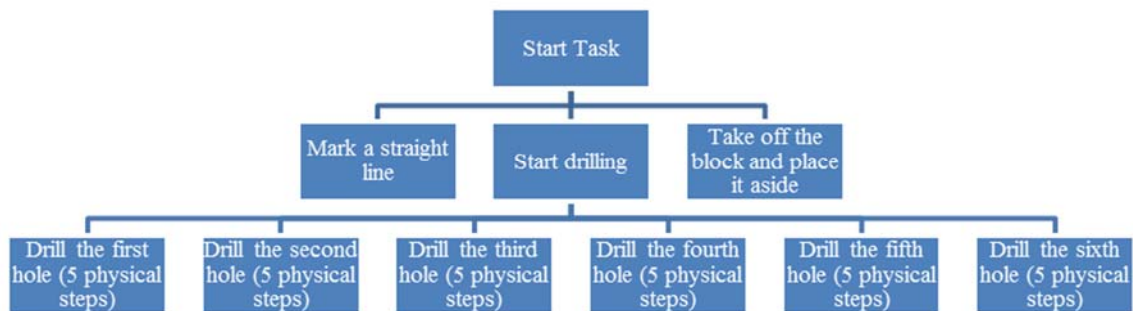 Start Task
Mark a straight
line
Start drilling
Take off the
block and place
it aside
Drill the first
hole (5 physical
steps)
Drill the second
hole (5 physical
steps)
Drill the third
hole (5 physical
steps)
Drill the fourth
hole (5 physical
steps)
Drill the fifth
hole (5 physical
steps)
Drill the sixth
hole (5 physical
steps)